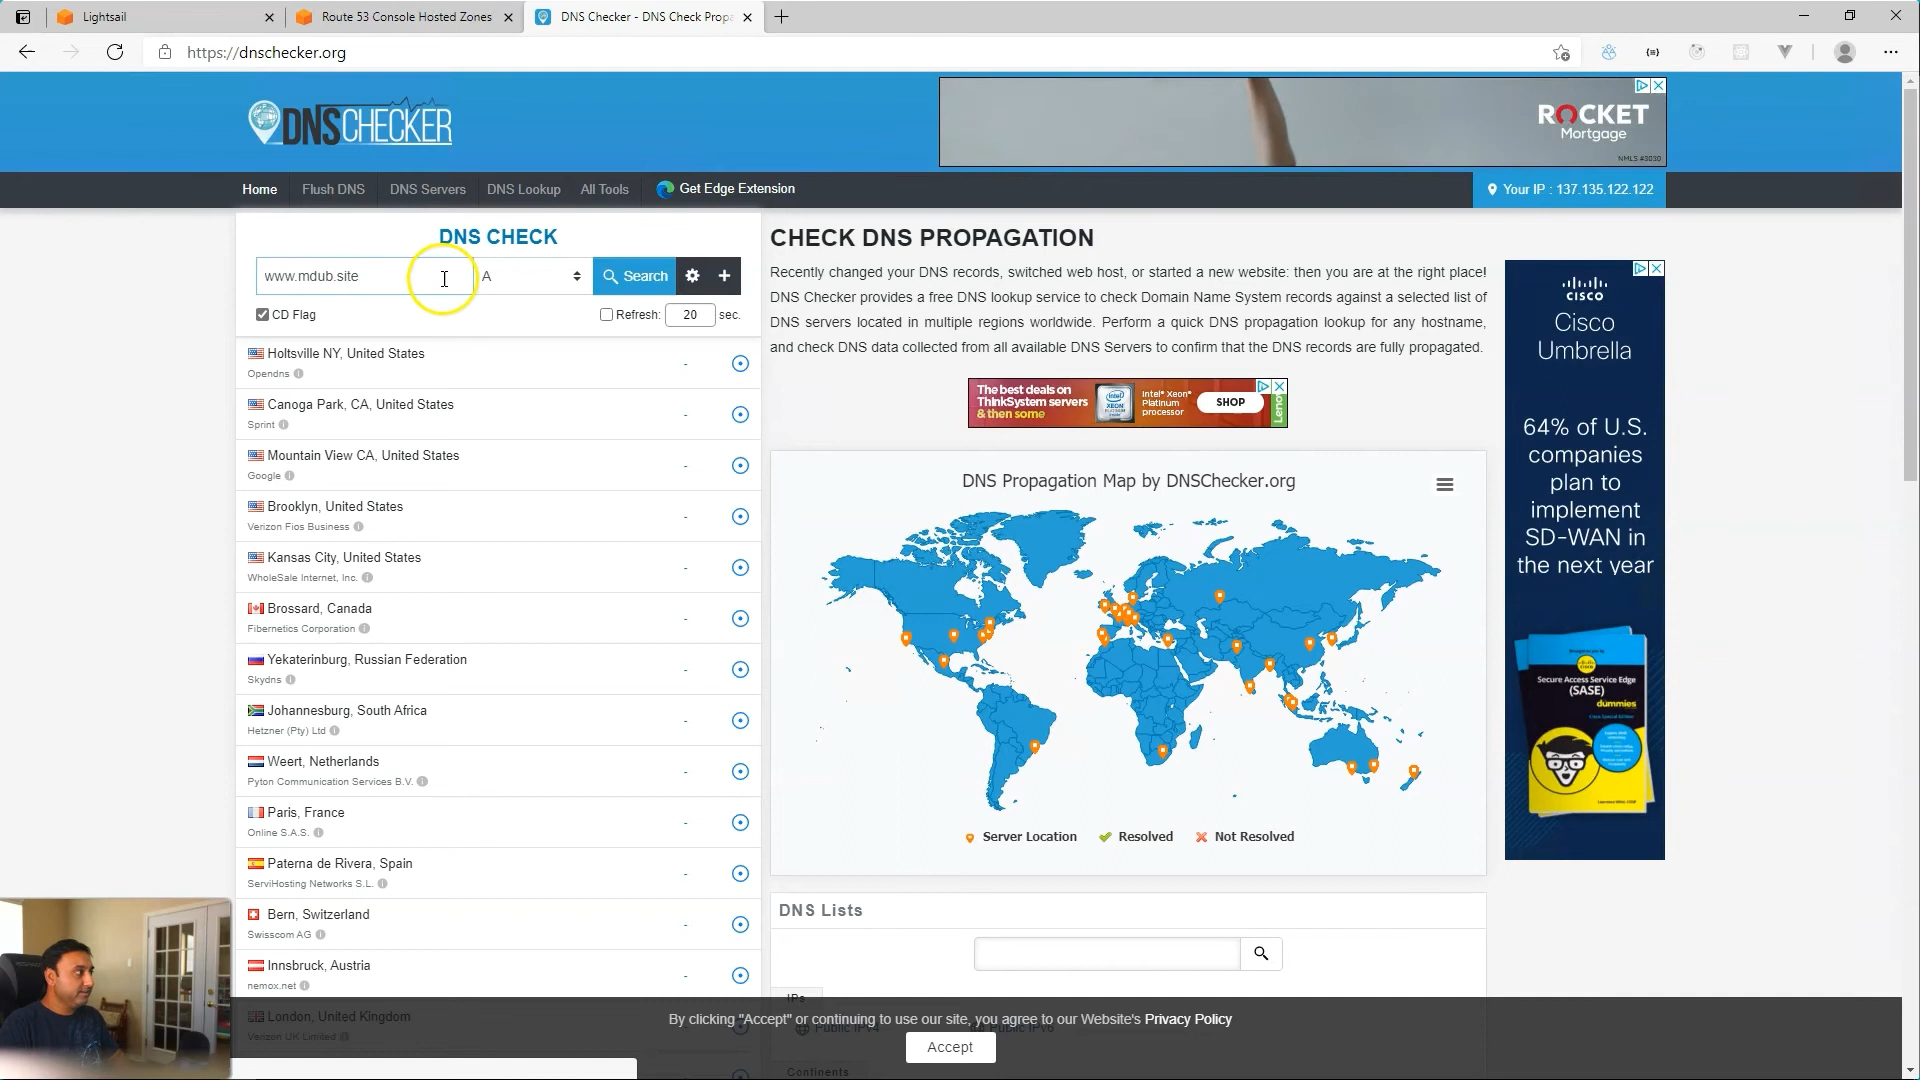 Lightsail
Route 53 Console Hosted Zones
DNS Checker - DNS Check Propa
https://dnschecker.org
DNSCHECKER
ROCKET
Mortgage
NMLS #3030
Home
Flush DNS
DNS Servers
DNS Lookup
All Tools
Get Edge Extension
Your IP : 137.135.122.122
DNS CHECK
www.mdub.site
A
Search
CD Flag
Refresh: 20 sec.
Holtsville NY, United States
-
Opendns
Canoga Park, CA, United States
-
Sprint
Mountain View CA, United States
-
Google
Brooklyn, United States
-
Verizon Fios Business
Kansas City, United States
-
WholeSale Internet, Inc.
Brossard, Canada
-
Fibernetics Corporation
Yekaterinburg, Russian Federation
-
Skydns
Johannesburg, South Africa
-
Hetzner (Pty) Ltd
Weert, Netherlands
-
Pyton Communication Services B.V.
Paris, France
-
Online S.A.S.
Paterna de Rivera, Spain
-
ServiHosting Networks S.L.
Bern, Switzerland
-
Swisscom AG
Innsbruck, Austria
-
nemox.net
London, United Kingdom
Verizon UK Limited
CHECK DNS PROPAGATION
Recently changed your DNS records, switched web host, or started a new website: then you are at the right place!
DNS Checker provides a free DNS lookup service to check Domain Name System records against a selected list of
DNS servers located in multiple regions worldwide. Perform a quick DNS propagation lookup for any hostname,
and check DNS data collected from all available DNS Servers to confirm that the DNS records are fully propagated.
The best deals on
ThinkSystem servers
& then some
intel
XEON
PLATINUM
Intel® Xeon®
Platinum
processor
SHOP
Lenovo
DNS Propagation Map by DNSChecker.org
Server Location
Resolved
Not Resolved
DNS Lists
IPs
Public IPv4
Public IPv6
Continents
CISCO
Cisco
Umbrella
64% of U.S.
companies
plan to
implement
SD-WAN in
the next year
Secure Access Service Edge
(SASE)
dummies
By clicking "Accept" or continuing to use our site, you agree to our Website's Privacy Policy
Accept